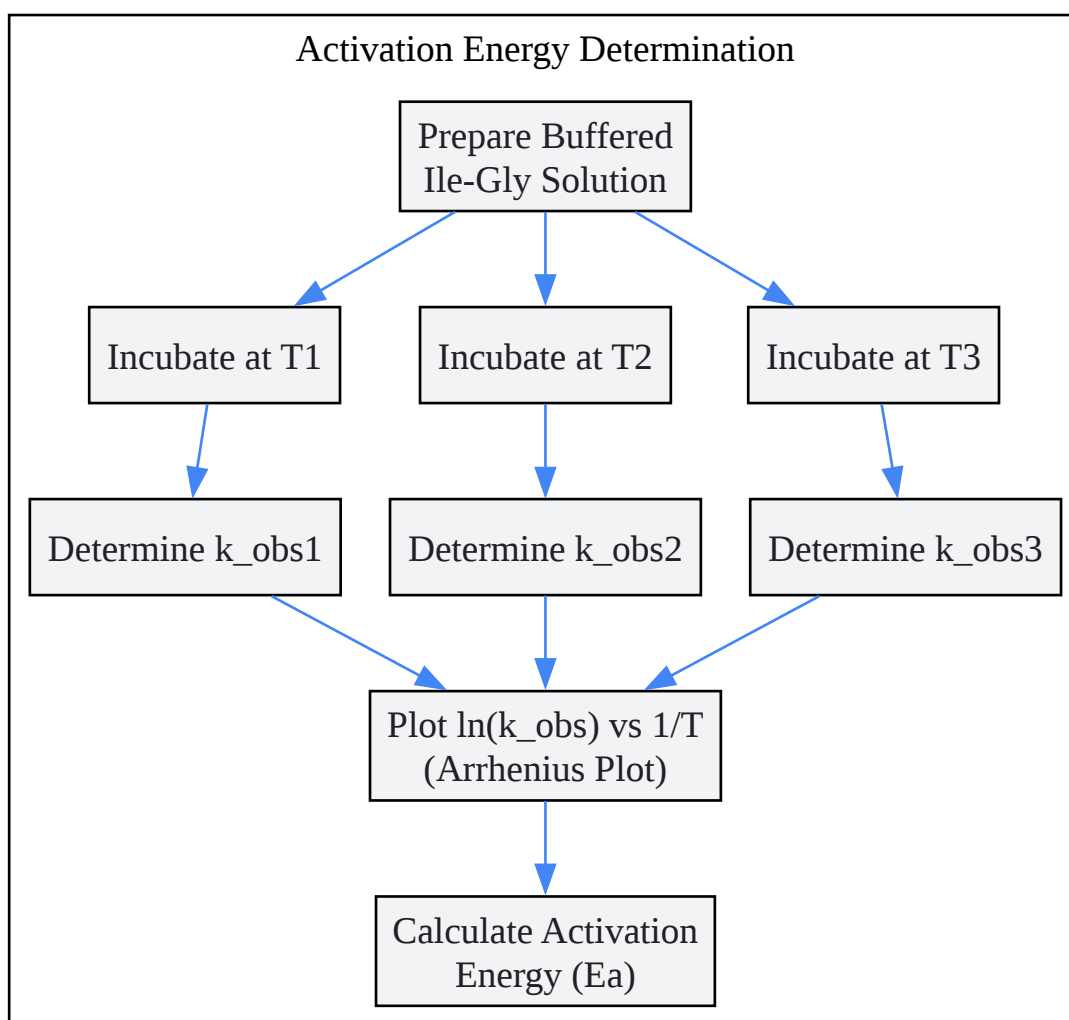 Activation Energy Determination
Prepare Buffered
Ile-Gly Solution
Incubate at T1
Incubate at T2
Incubate at T3
Determine k_obs1
Determine k_obs2
Determine k_obs3
Plot ln(k_obs) vs 1/T
(Arrhenius Plot)
Calculate Activation
Energy (Ea)